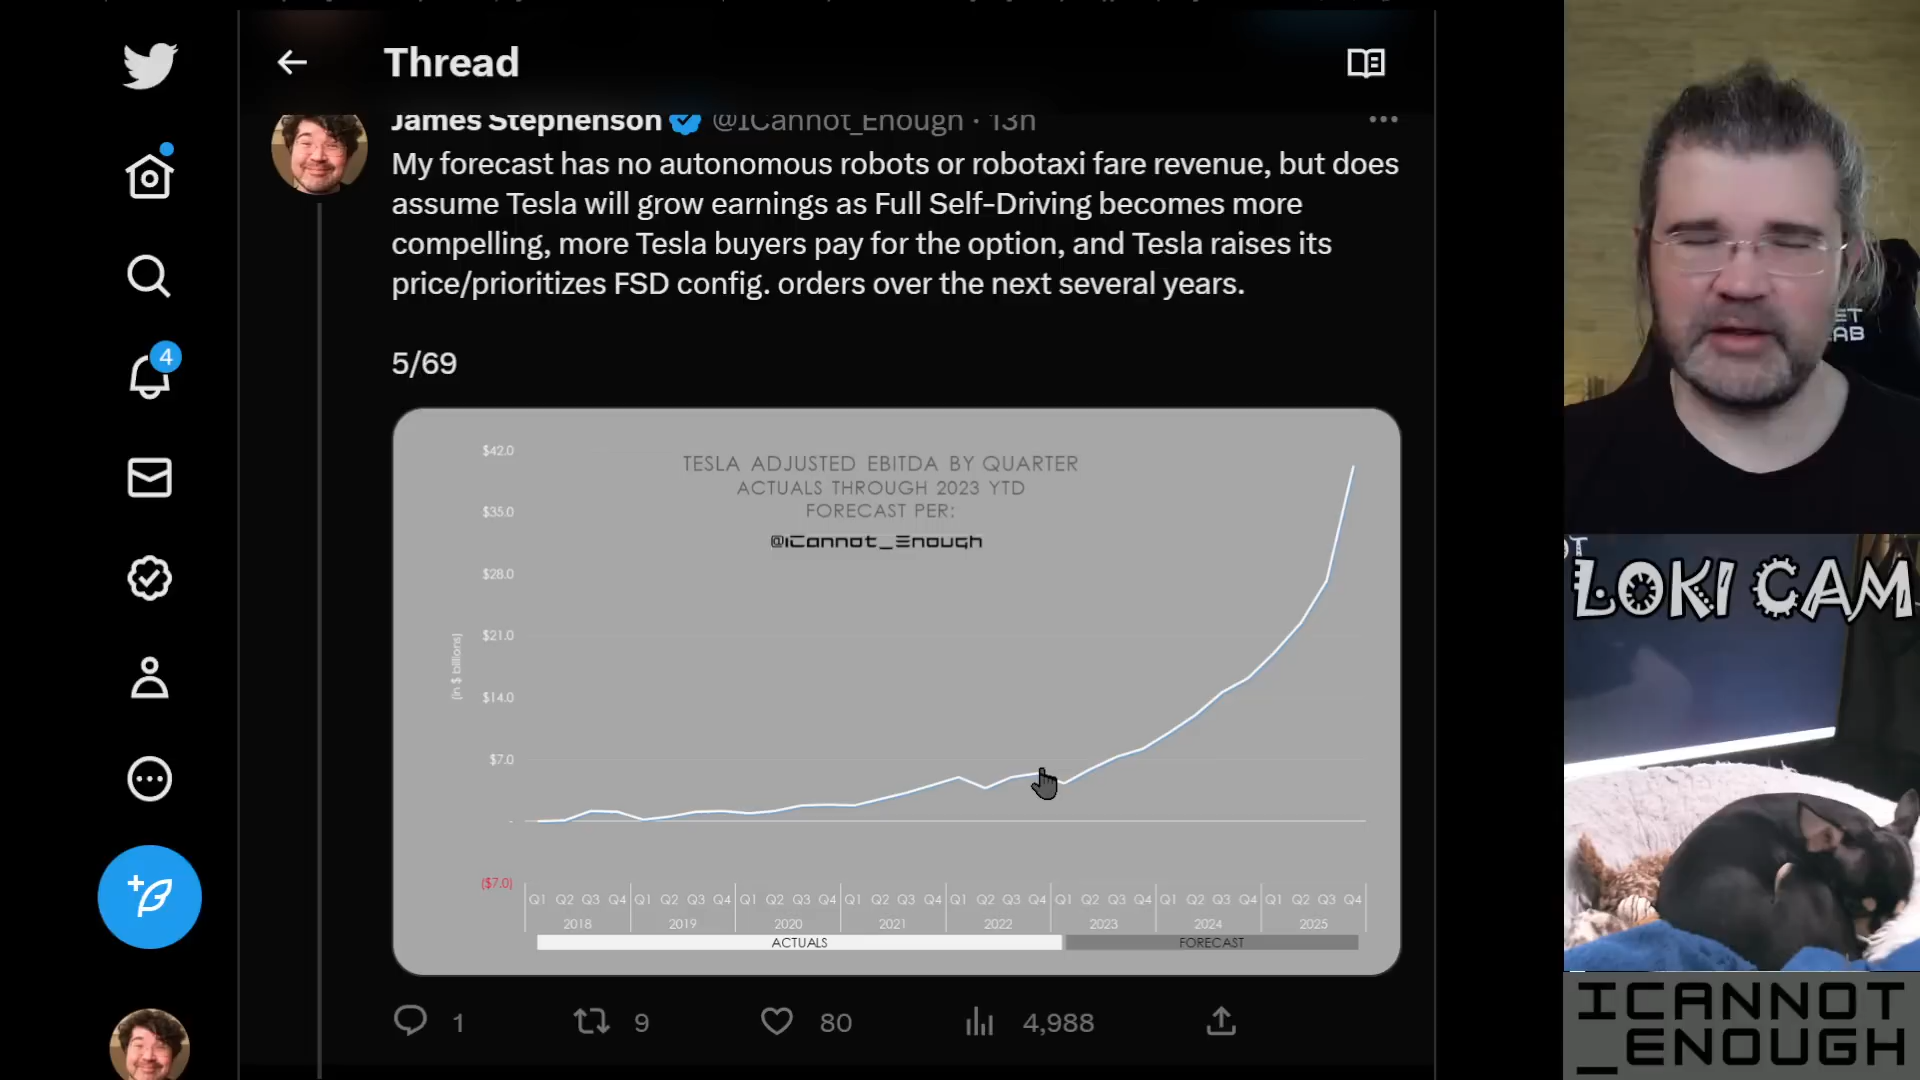 Thread
James Stephenson @ICannot_Enough · 13h
My forecast has no autonomous robots or robotaxi fare revenue, but does
assume Tesla will grow earnings as Full Self-Driving becomes more
compelling, more Tesla buyers pay for the option, and Tesla raises its
price/prioritizes FSD config. orders over the next several years.
5/69
4
TESLA ADJUSTED EBITDA BY QUARTER
ACTUALS THROUGH 2023 YTD
FORECAST PER:
@iCannot_Enough
(in $ billions)
$42.0
$35.0
$28.0
$21.0
$14.0
$7.0
-
($7.0)
Q1 Q2 Q3 Q4 Q1 Q2 Q3 Q4 Q1 Q2 Q3 Q4 Q1 Q2 Q3 Q4 Q1 Q2 Q3 Q4 Q1 Q2 Q3 Q4 Q1 Q2 Q3 Q4 Q1 Q2 Q3 Q4
2018 2019 2020 2021 2022 2023 2024 2025
ACTUALS FORECAST
1 9 80 4,988
LOKI CAM
ICANNOT
_ENOUGH